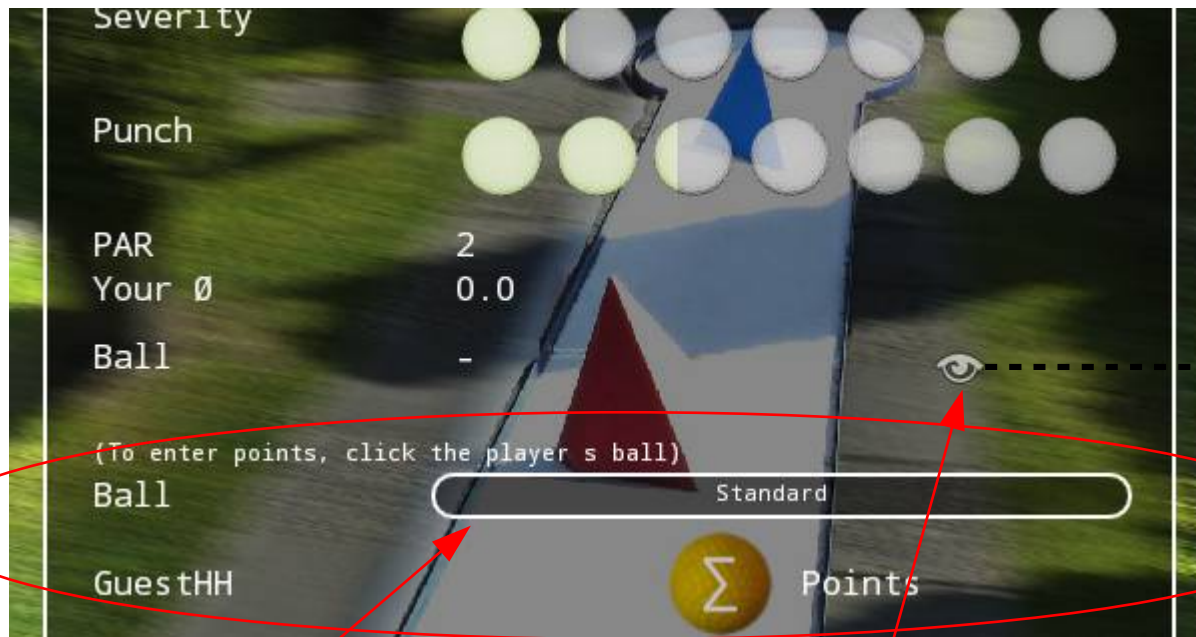 Severity
Punch
PAR 2
Your Ø 0.0
Ball -
(To enter points, click the player s ball)
Ball Standard
GuestHH Σ Points